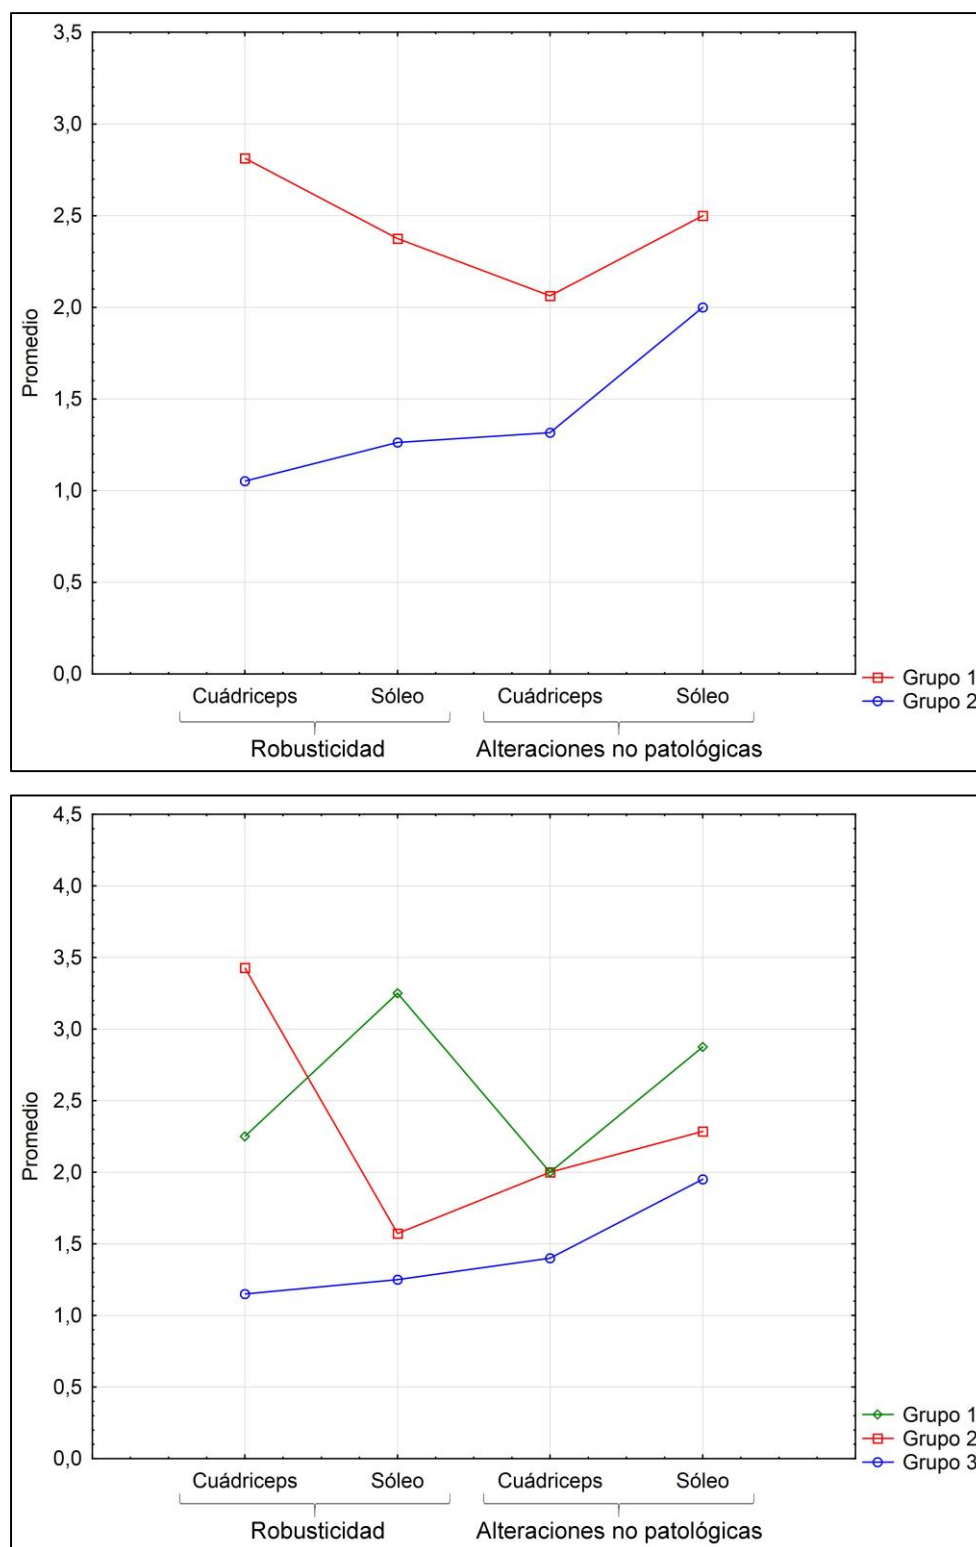 3,5
3,0
2,5
2,0
1,5
1,0
0,5
0,0
Promedio
Cuádriceps Sóleo Cuádriceps Sóleo
Robusticidad Alteraciones no patológicas
Grupo 1
Grupo 2
4,5
4,0
3,5
3,0
2,5
2,0
1,5
1,0
0,5
0,0
Promedio
Cuádriceps Sóleo Cuádriceps Sóleo
Robusticidad Alteraciones no patológicas
Grupo 1
Grupo 2
Grupo 3